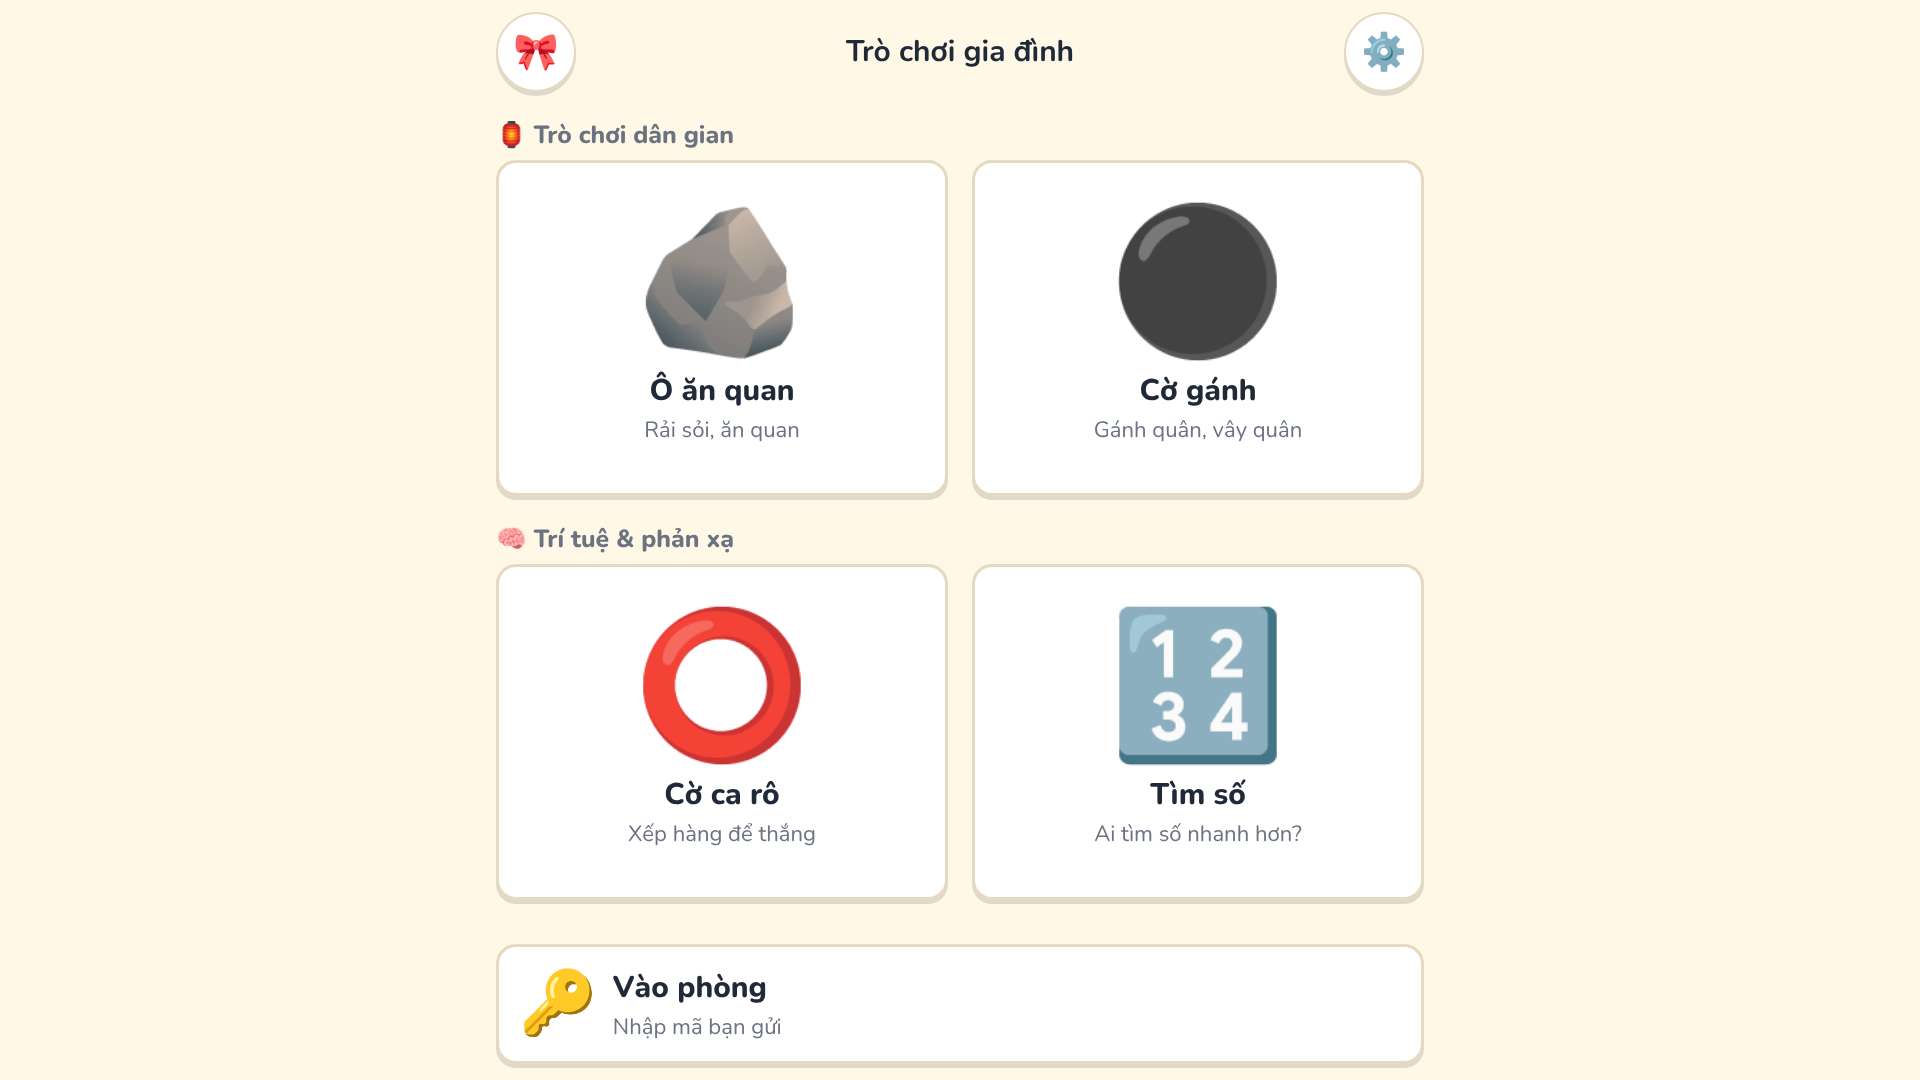 Trò chơi gia đình
Trò chơi dân gian
Ô ăn quan
Rải sỏi, ăn quan
Cờ gánh
Gánh quân, vây quân
Trí tuệ & phản xạ
Cờ ca rô
Xếp hàng để thắng
1 2
3 4
Tìm số
Ai tìm số nhanh hơn?
Vào phòng
Nhập mã bạn gửi